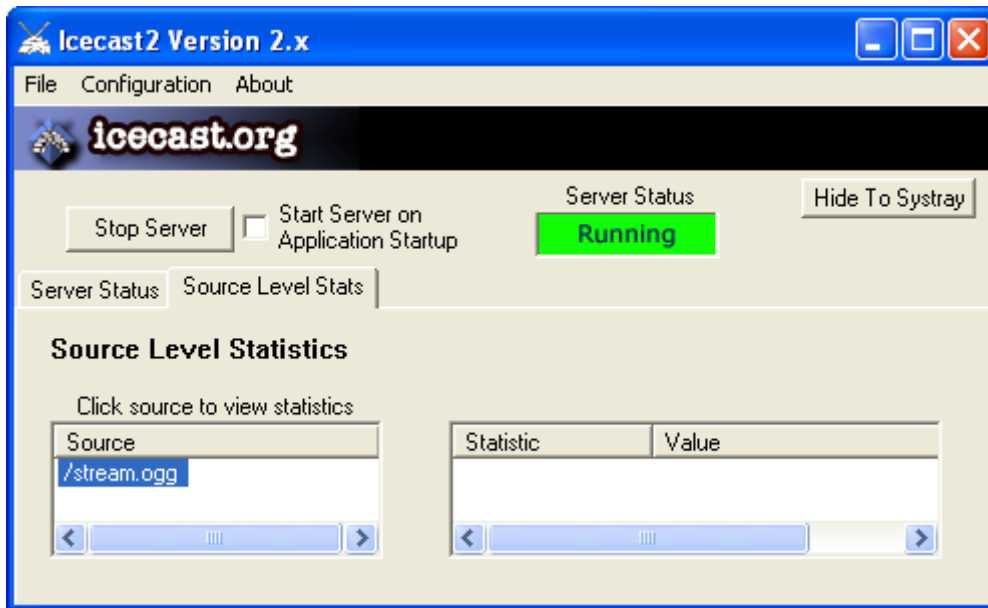 Icecast2 Version 2.x
File Configuration About
icecast.org
Stop Server
Start Server on
Application Startup
Server Status
Running
Hide To Systray
Server Status
Source Level Stats
Source Level Statistics
Click source to view statistics
Source
/stream.ogg
Statistic
Value